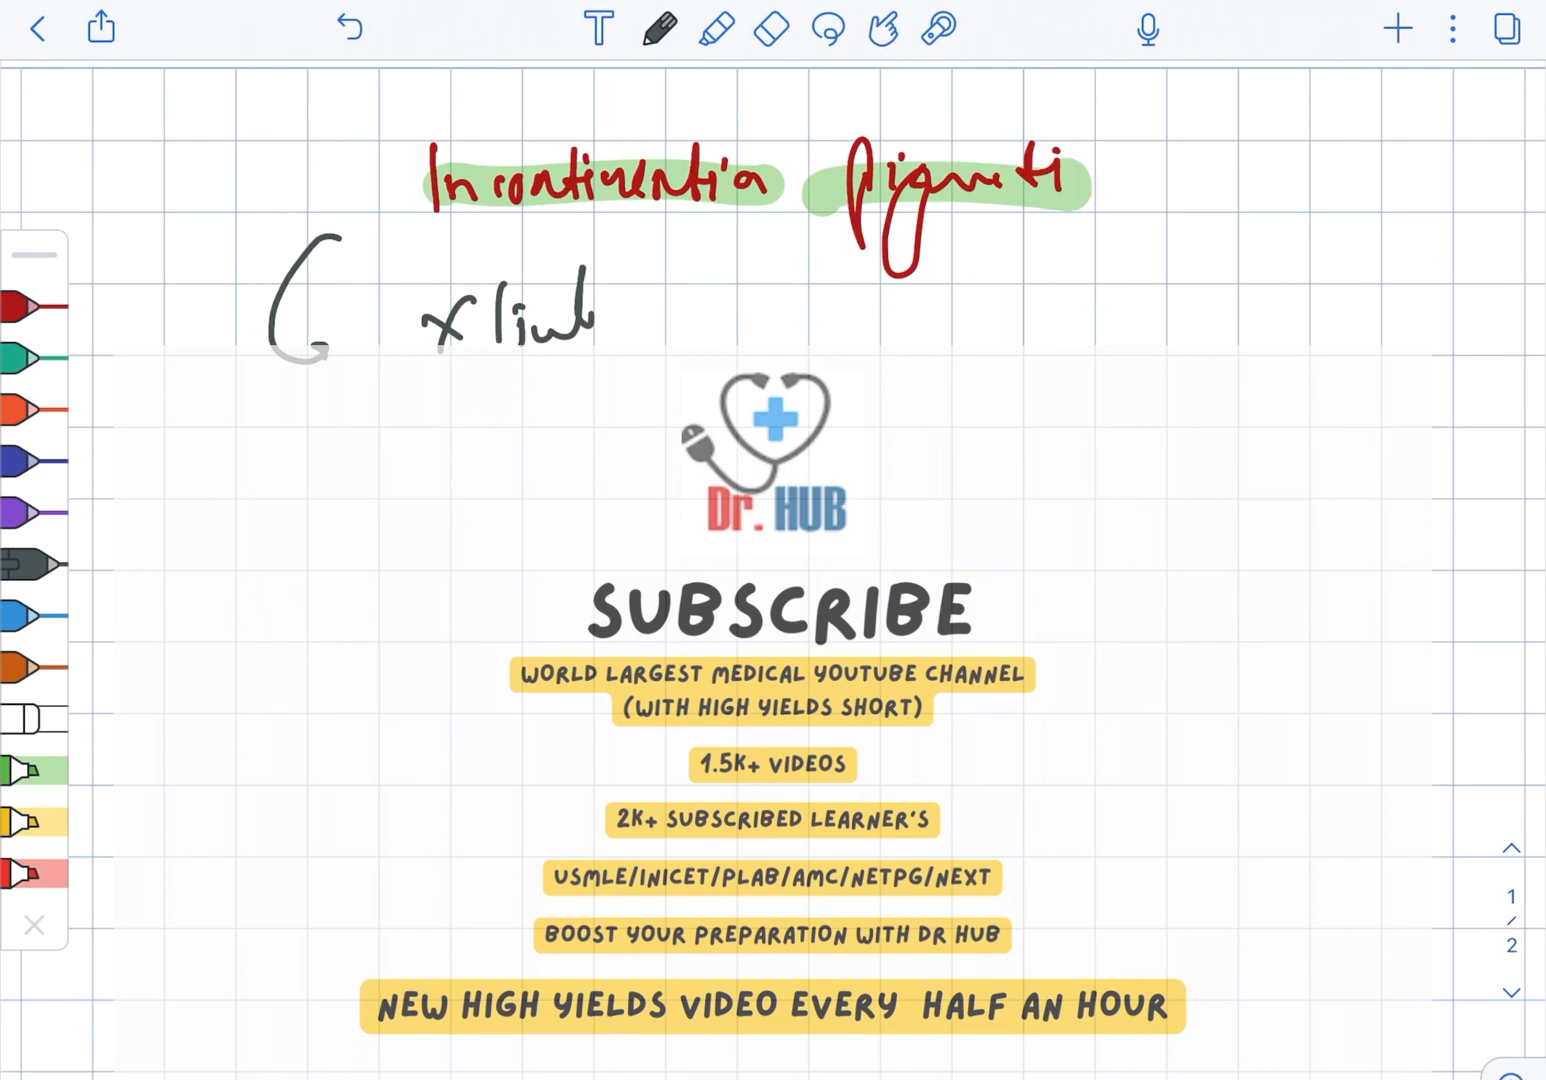 Incontinentia Pigmeti
x link
Dr. HUB
SUBSCRIBE
WORLD LARGEST MEDICAL YOUTUBE CHANNEL
(WITH HIGH YIELDS SHORT)
1.5K+ VIDEOS
2K+ SUBSCRIBED LEARNER'S
USMLE/INICET/PLAB/AMC/NETPG/NEXT
BOOST YOUR PREPARATION WITH DR HUB
NEW HIGH YIELDS VIDEO EVERY HALF AN HOUR
1
/
2